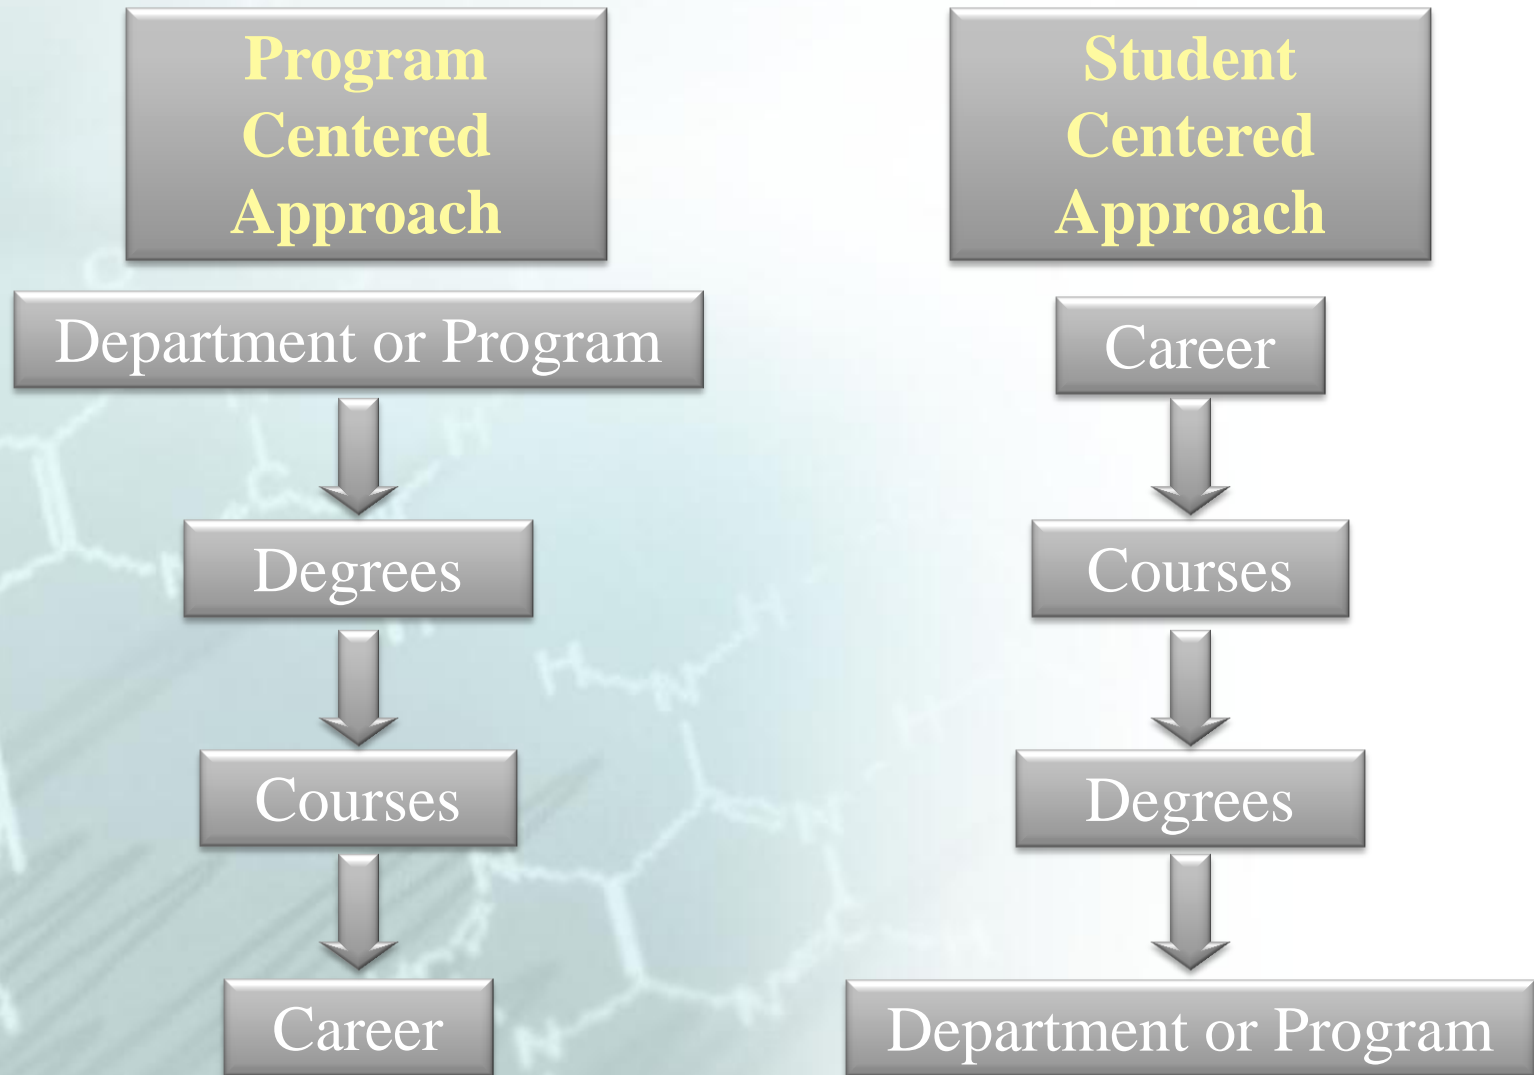 Program
Centered
Approach
Department or Program
Degrees
Courses
Career
Student
Centered
Approach
Career
Courses
Degrees
Department or Program